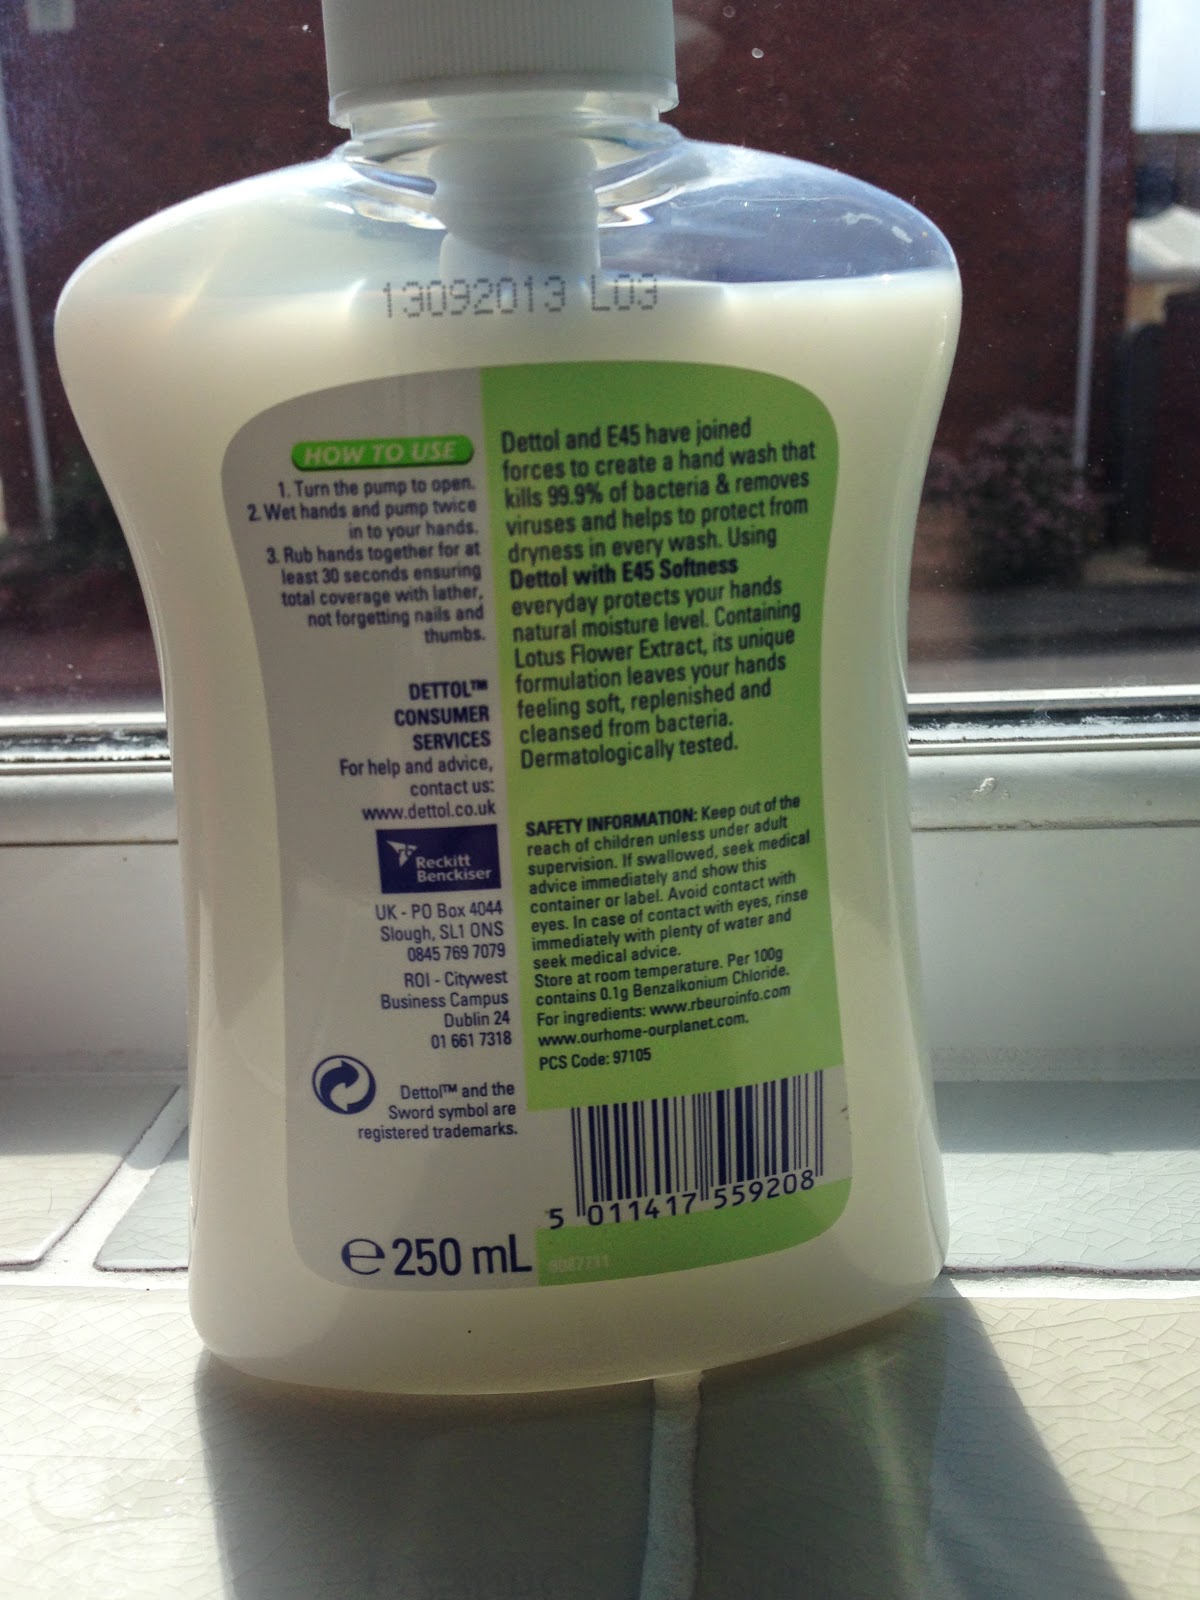 13092013 L03
HOW TO USE
1. Turn the pump to open.
2. Wet hands and pump twice
in to your hands.
3. Rub hands together for at
least 30 seconds ensuring
total coverage with lather,
not forgetting nails and
thumbs.
DETTOL™
CONSUMER
SERVICES
For help and advice,
contact us:
www.dettol.co.uk
Reckitt
Benckiser
UK - PO Box 4044
Slough, SL1 0NS
0845 769 7079
ROI - Citywest
Business Campus
Dublin 24
01 661 7318
Dettol™ and the
Sword symbol are
registered trademarks.
℮ 250 mL
Dettol and E45 have joined
forces to create a hand wash that
kills 99.9% of bacteria & removes
viruses and helps to protect from
dryness in every wash. Using
Dettol with E45 Softness
everyday protects your hands
natural moisture level. Containing
Lotus Flower Extract, its unique
formulation leaves your hands
feeling soft, replenished and
cleansed from bacteria.
Dermatologically tested.
SAFETY INFORMATION: Keep out of the
reach of children unless under adult
supervision. If swallowed, seek medical
advice immediately and show this
container or label. Avoid contact with
eyes. In case of contact with eyes, rinse
immediately with plenty of water and
seek medical advice.
Store at room temperature. Per 100g
contains 0.1g Benzalkonium Chloride.
For ingredients: www.rbeuroinfo.com
www.ourhome-ourplanet.com.
PCS Code: 97105
5 011417 559208